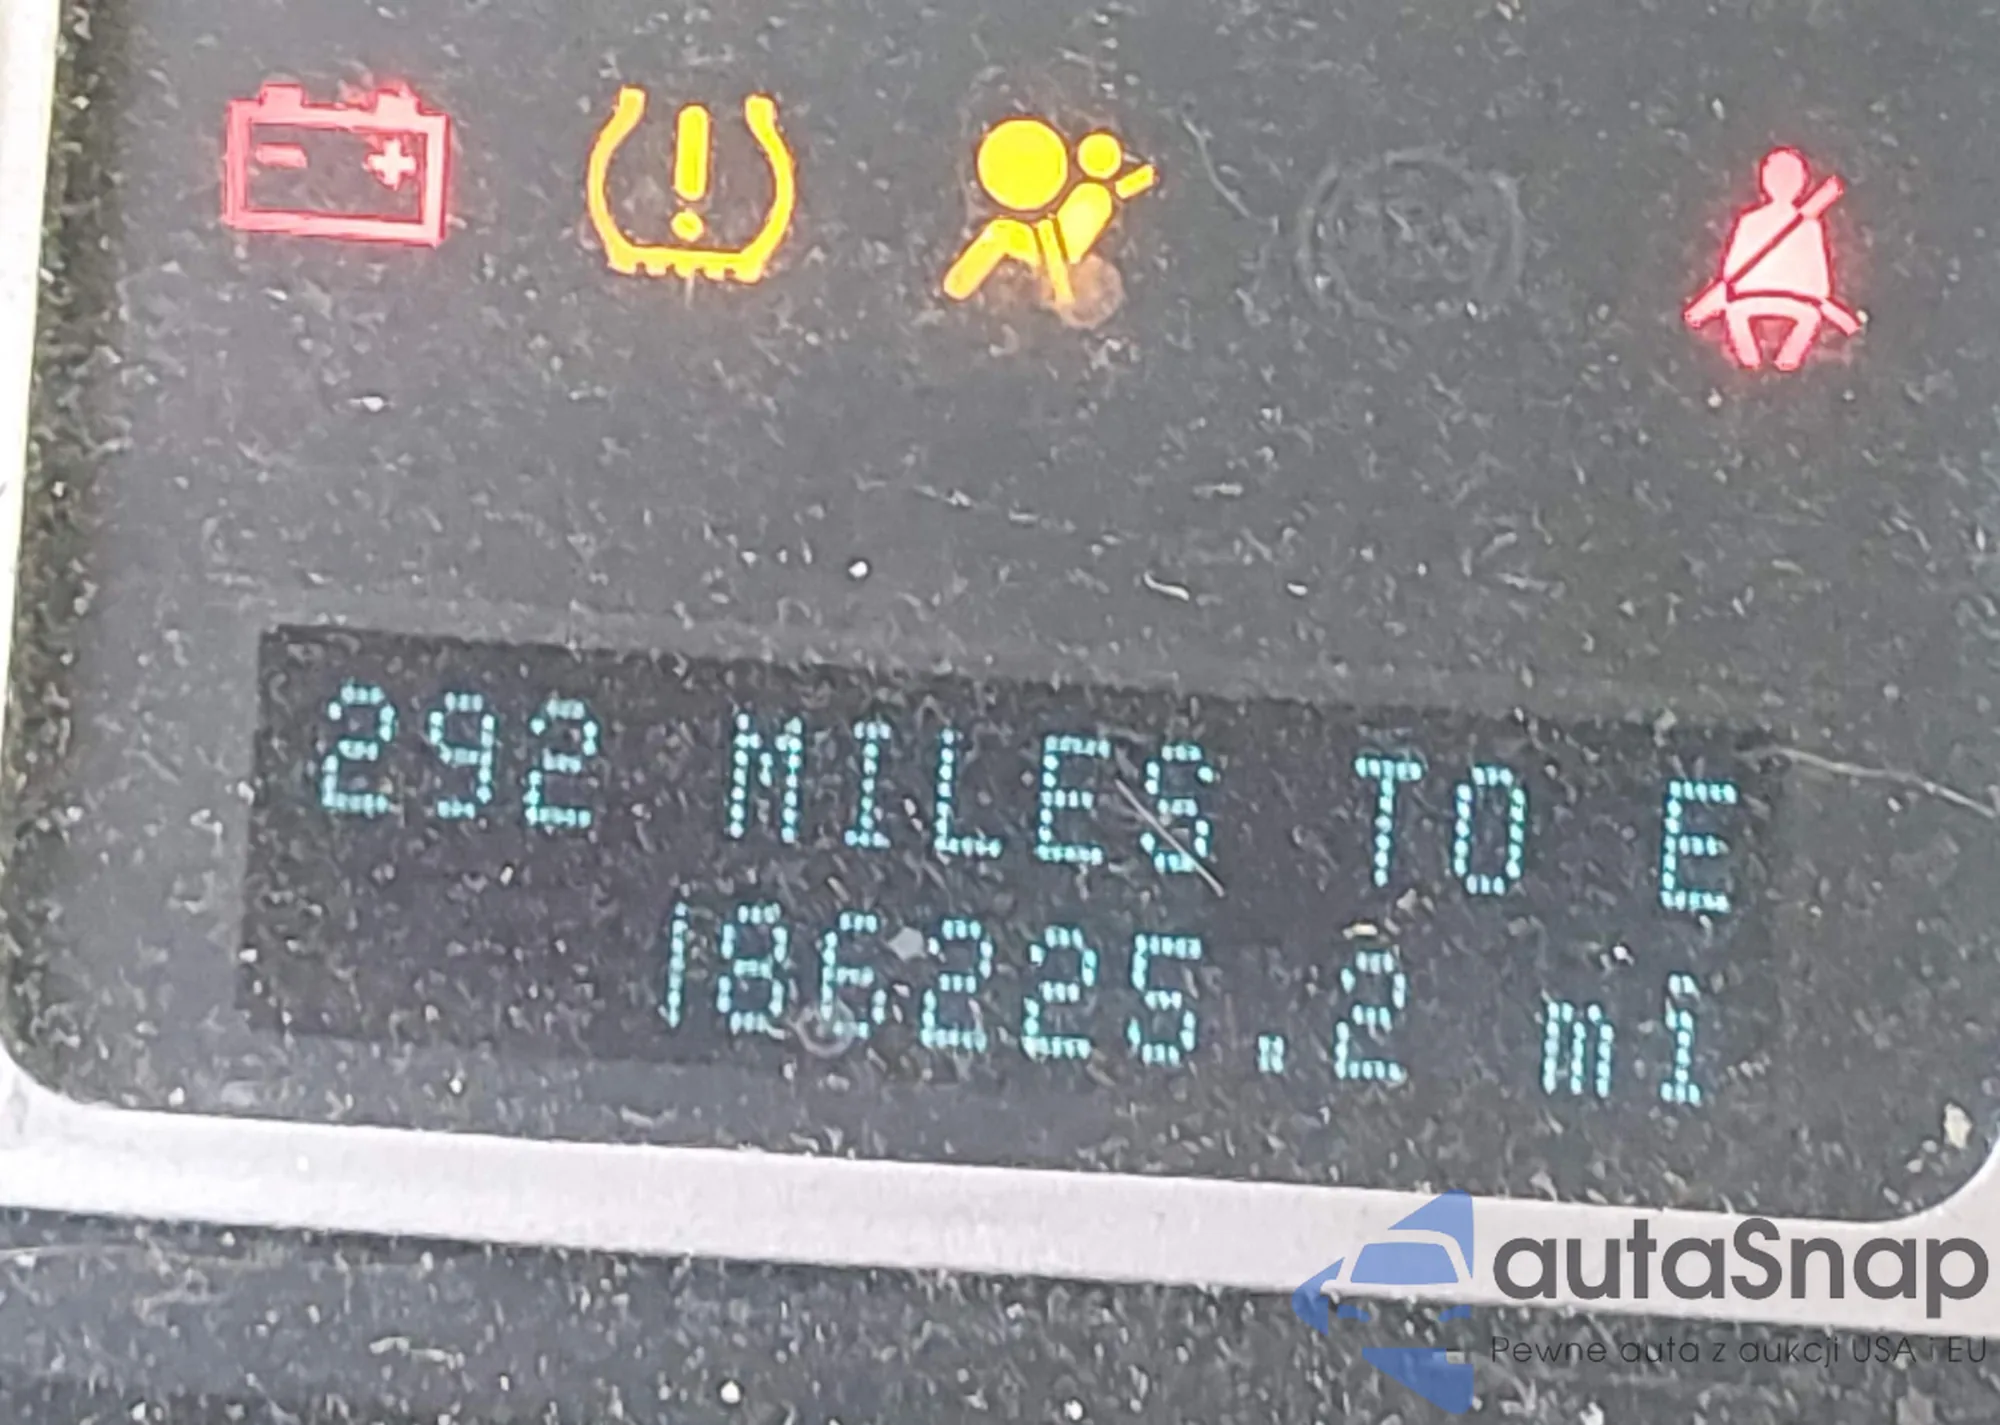 292 MILES TO E
186225.2 mi
autaSnap
Pewne auta z aukcji USA i EU